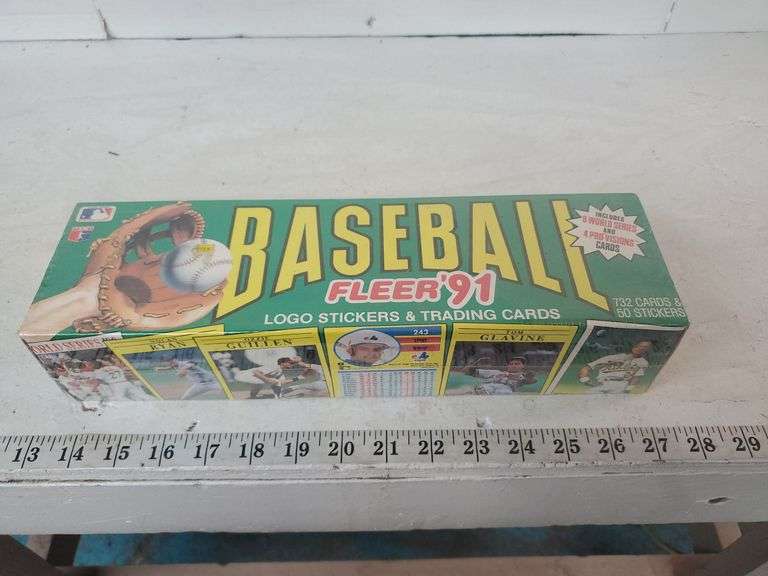 BASEBALL
FLEER '91
LOGO STICKERS & TRADING CARDS
INCLUDES
8 WORLD SERIES
AND
4 PRO-VISIONS
CARDS
732 CARDS &
50 STICKERS
RYAN
OZZIE
GUILLEN
243
TOM
GLAVINE
13 14 15 16 17 18 19 20 21 22 23 24 25 26 27 28 29